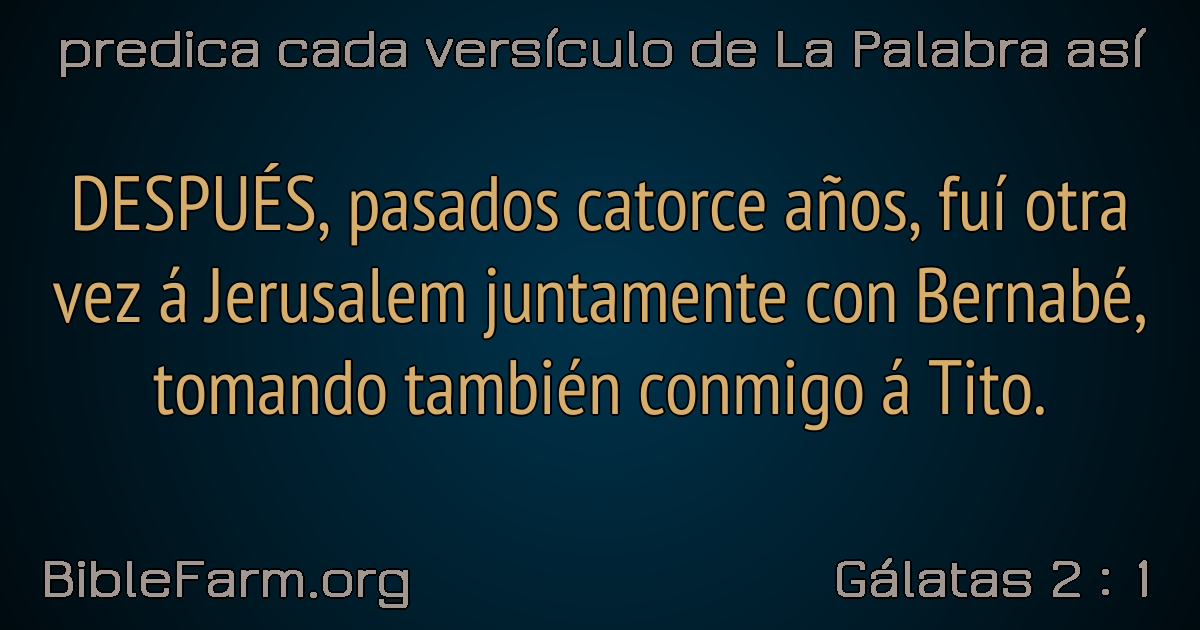 predica cada versículo de La Palabra así
DESPUÉS, pasados catorce años, fuí otra
vez á Jerusalem juntamente con Bernabé,
tomando también conmigo á Tito.
BibleFarm.org
Gálatas 2 : 1